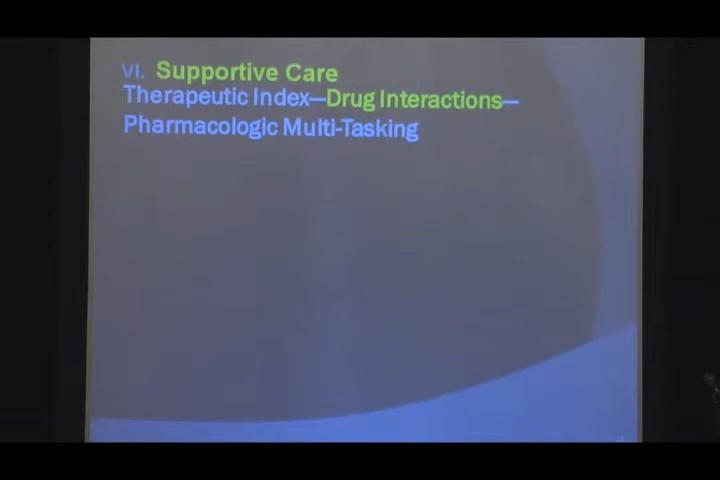 VI. Supportive Care
Therapeutic Index—Drug Interactions—
Pharmacologic Multi-Tasking